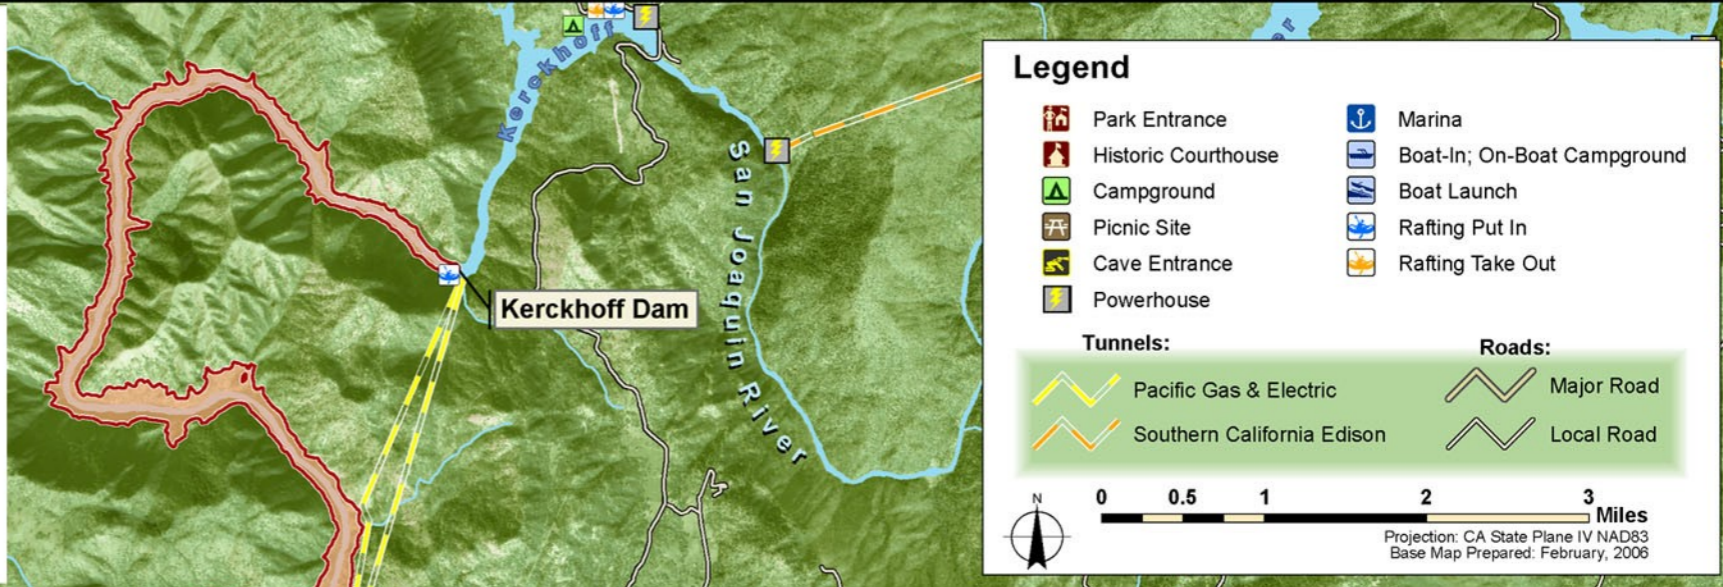 Kerckhoff
er
San Joaquin River
Kerckhoff Dam
Legend
Park Entrance
Historic Courthouse
Campground
Picnic Site
Cave Entrance
Powerhouse
Marina
Boat-In; On-Boat Campground
Boat Launch
Rafting Put In
Rafting Take Out
Tunnels:
Pacific Gas & Electric
Southern California Edison
Roads:
Major Road
Local Road
N
0 0.5 1 2 3
Miles
Projection: CA State Plane IV NAD83
Base Map Prepared: February, 2006